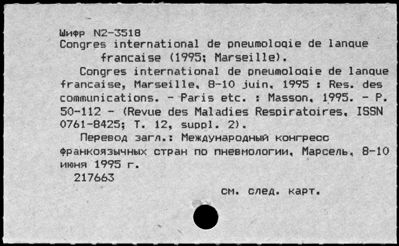 Шифр N2-3518
Congres international de pneumologie de langue
francaise (1995; Marseille).
Congres international de pneumologie de langue
francaise, Marseille, 8-10 juin, 1995 : Res. des
communications. - Paris etc. : Masson, 1995. - P.
50-112 - (Revue des Maladies Respiratoires, ISSN
0761-8425; T. 12, suppl. 2).
Перевод загл.: Международный конгресс
франкоязычных стран по пневмологии, Марсель, 8-10
июня 1995 г.
217663
см. след. карт.